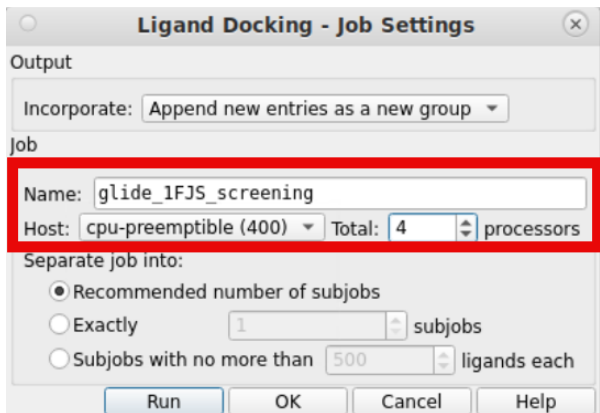 Ligand Docking - Job Settings
Output
Incorporate: Append new entries as a new group
Job
Name: glide_1FJS_screening
Host: cpu-preemptible (400) Total: 4 processors
Separate job into:
Recommended number of subjobs
Exactly 1 subjobs
Subjobs with no more than 500 ligands each
Run OK Cancel Help